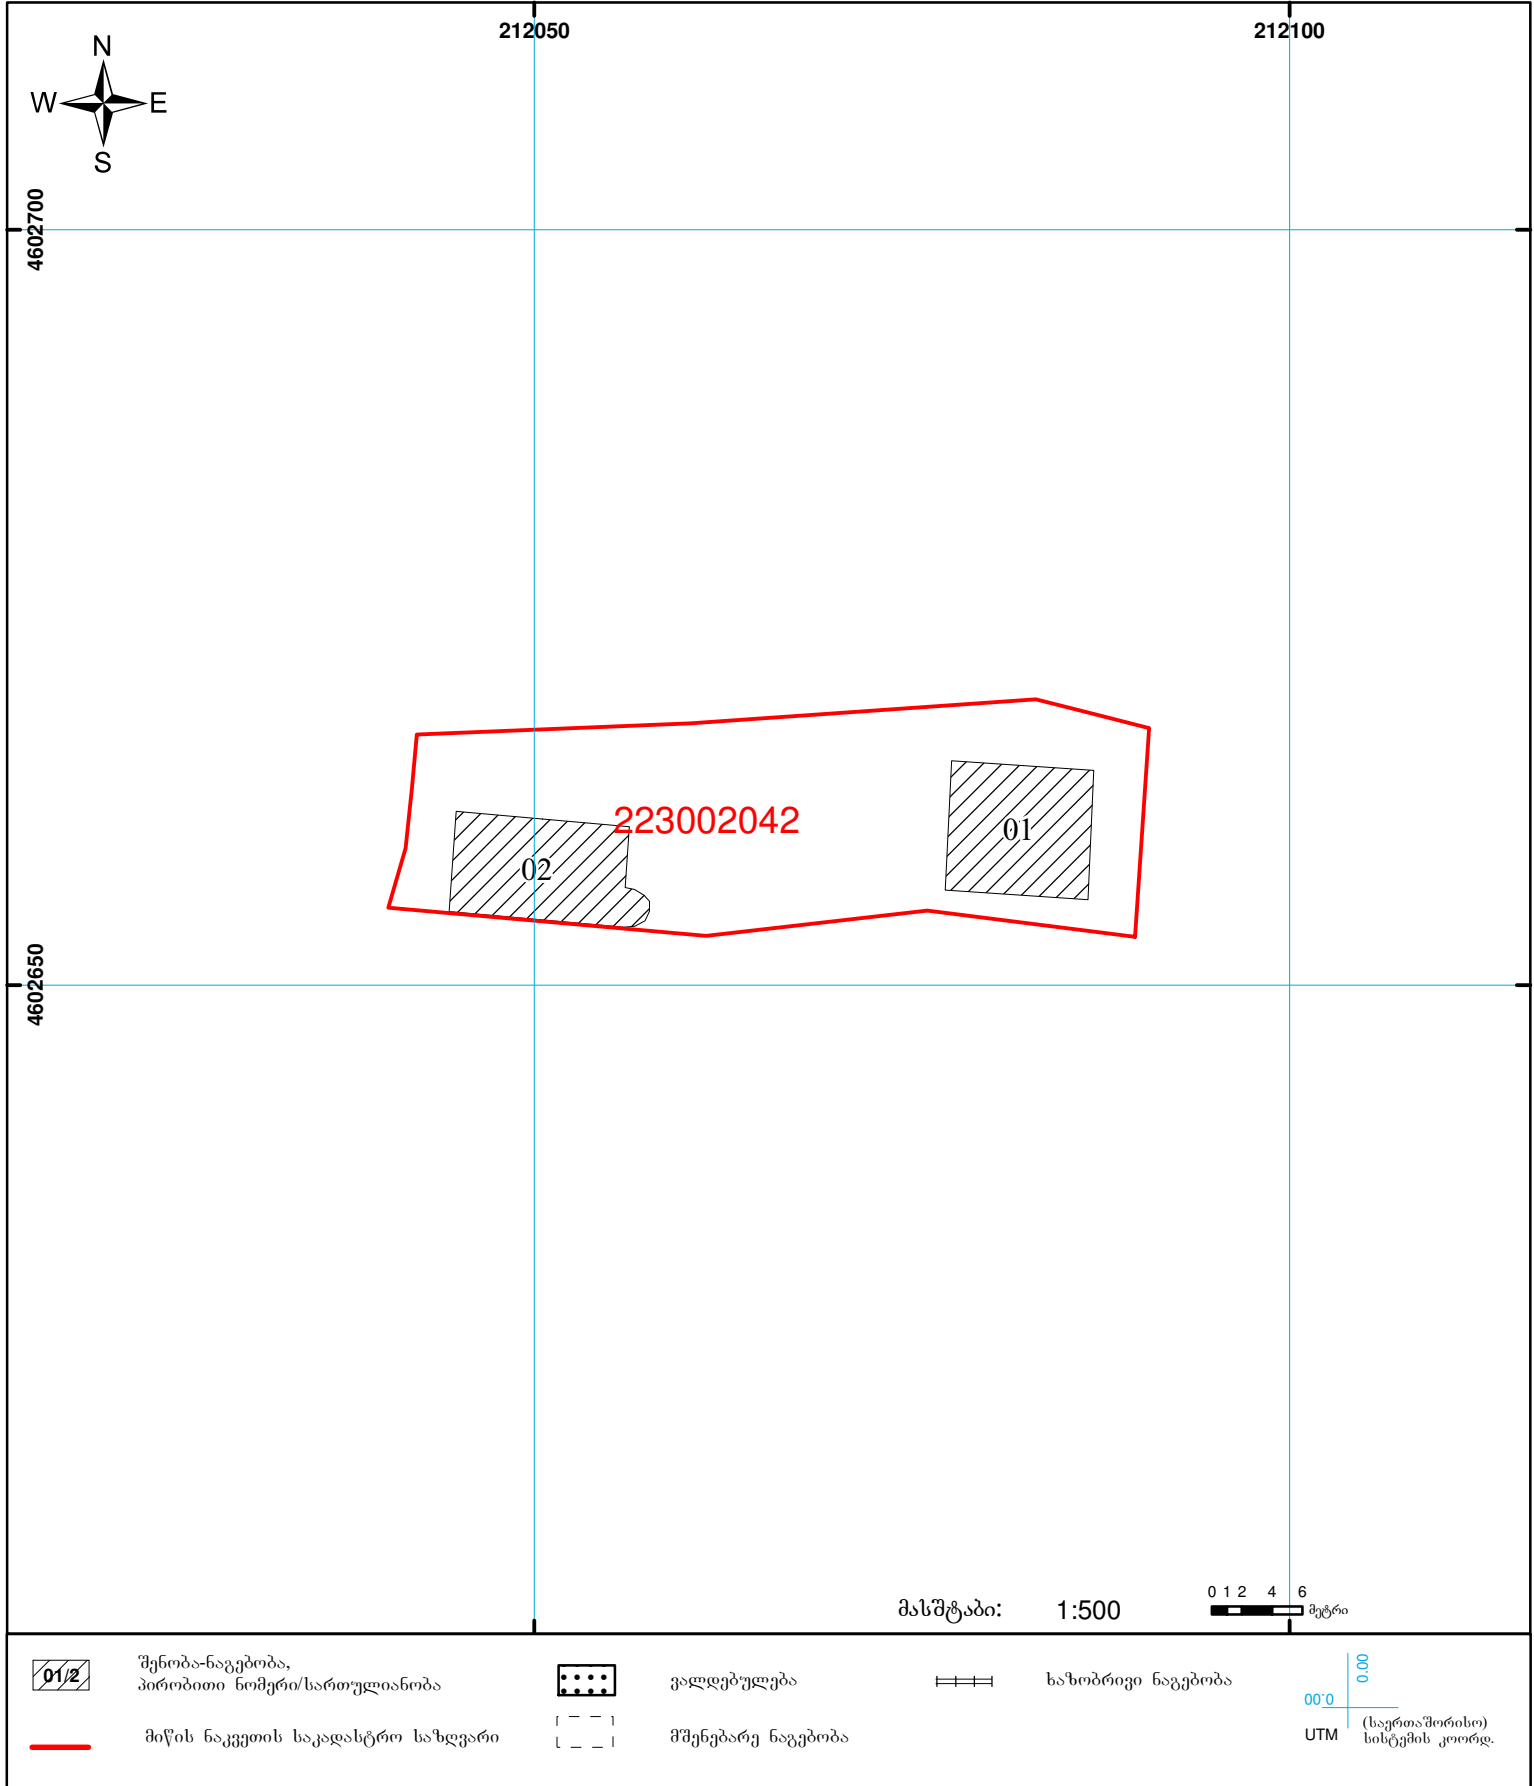 212050
212100
N
W
E
S
4602700
223002042
01
02
4602650
მასშტაბი: 1:500
0 1 2 4 6
მეტრი
01/2
შენობა-ნაგებობა,
პირობითი ნომერი/სართულიანობა
ვალდებულება
ხაზობრივი ნაგებობა
0.00
0.00
მიწის ნაკვეთის საკადასტრო საზღვარი
მშენებარე ნაგებობა
UTM
(საერთაშორისო)
სისტემის კოორდ.